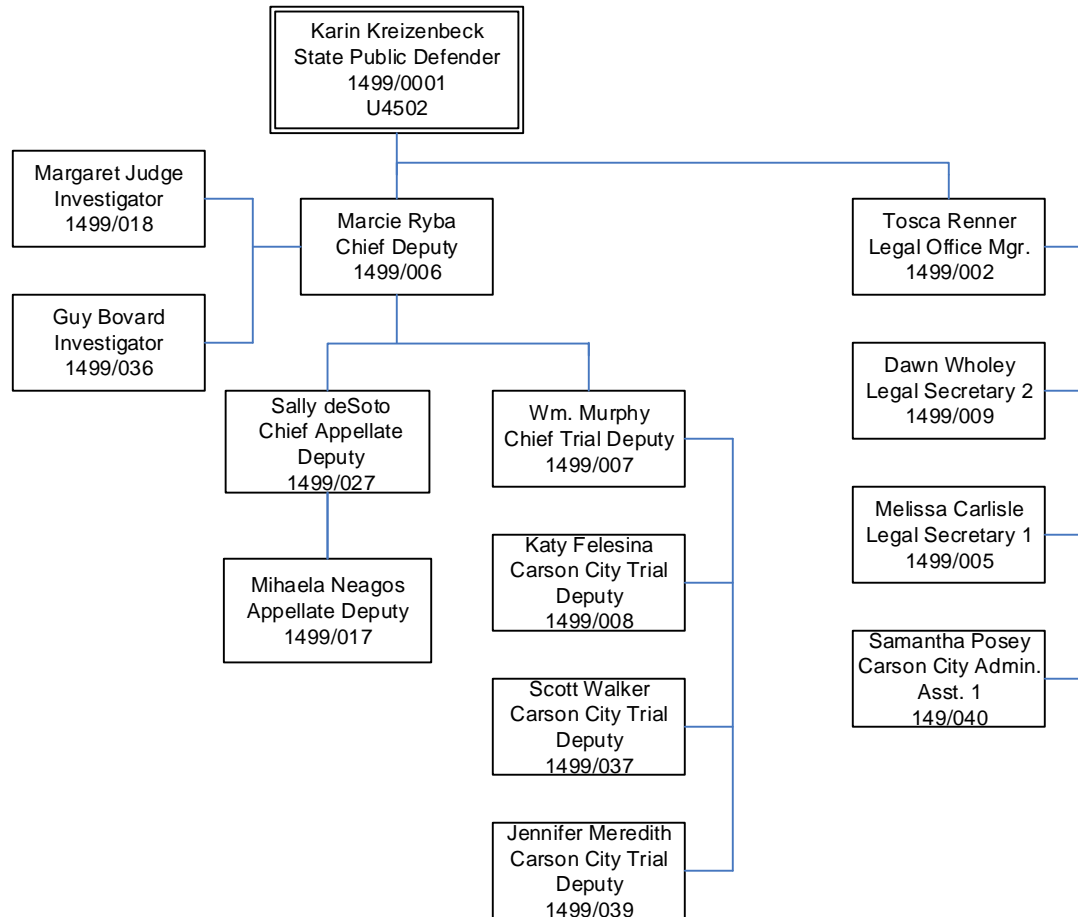 Karin Kreizenbeck
State Public Defender
1499/0001
U4502
Margaret Judge
Investigator
1499/018
Marcie Ryba
Chief Deputy
1499/006
Tosca Renner
Legal Office Mgr.
1499/002
Guy Bovard
Investigator
1499/036
Sally deSoto
Chief Appellate
Deputy
1499/027
Wm. Murphy
Chief Trial Deputy
1499/007
Dawn Wholey
Legal Secretary 2
1499/009
Mihaela Neagos
Appellate Deputy
1499/017
Katy Felesina
Carson City Trial
Deputy
1499/008
Melissa Carlisle
Legal Secretary 1
1499/005
Scott Walker
Carson City Trial
Deputy
1499/037
Samantha Posey
Carson City Admin.
Asst. 1
149/040
Jennifer Meredith
Carson City Trial
Deputy
1499/039